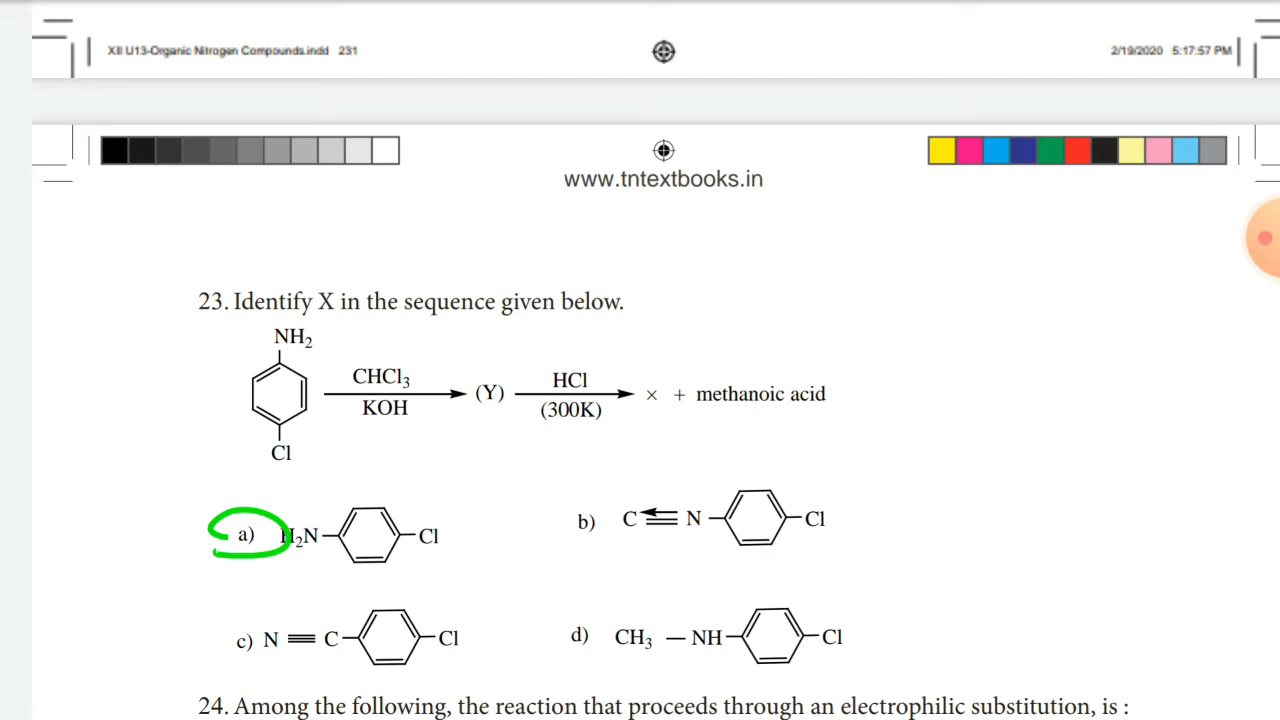 XII U13-Organic Nitrogen Compounds.indd 231
2/19/2020 5:17:57 PM
www.tntextbooks.in
23. Identify X in the sequence given below.
NH₂
CHCl₃
KOH
(Y)
HCl
(300K)
× + methanoic acid
Cl
a) H₂N Cl
b) C N Cl
c) N ≡ C Cl
d) CH₃ — NH Cl
24. Among the following, the reaction that proceeds through an electrophilic substitution, is :